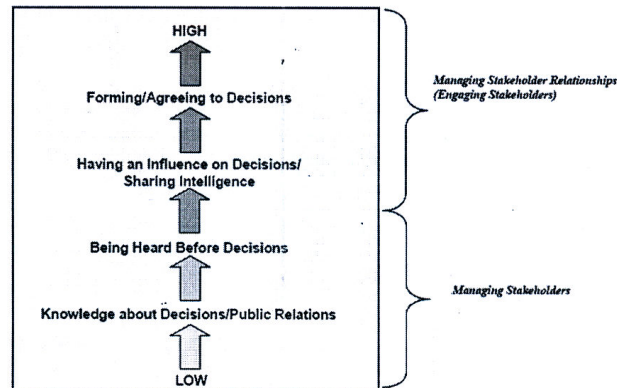 HIGH
Forming/Agreeing to Decisions
Having an Influence on Decisions/
Sharing Intelligence
Being Heard Before Decisions
Knowledge about Decisions/Public Relations
LOW
Managing Stakeholder Relationships
(Engaging Stakeholders)
Managing Stakeholders